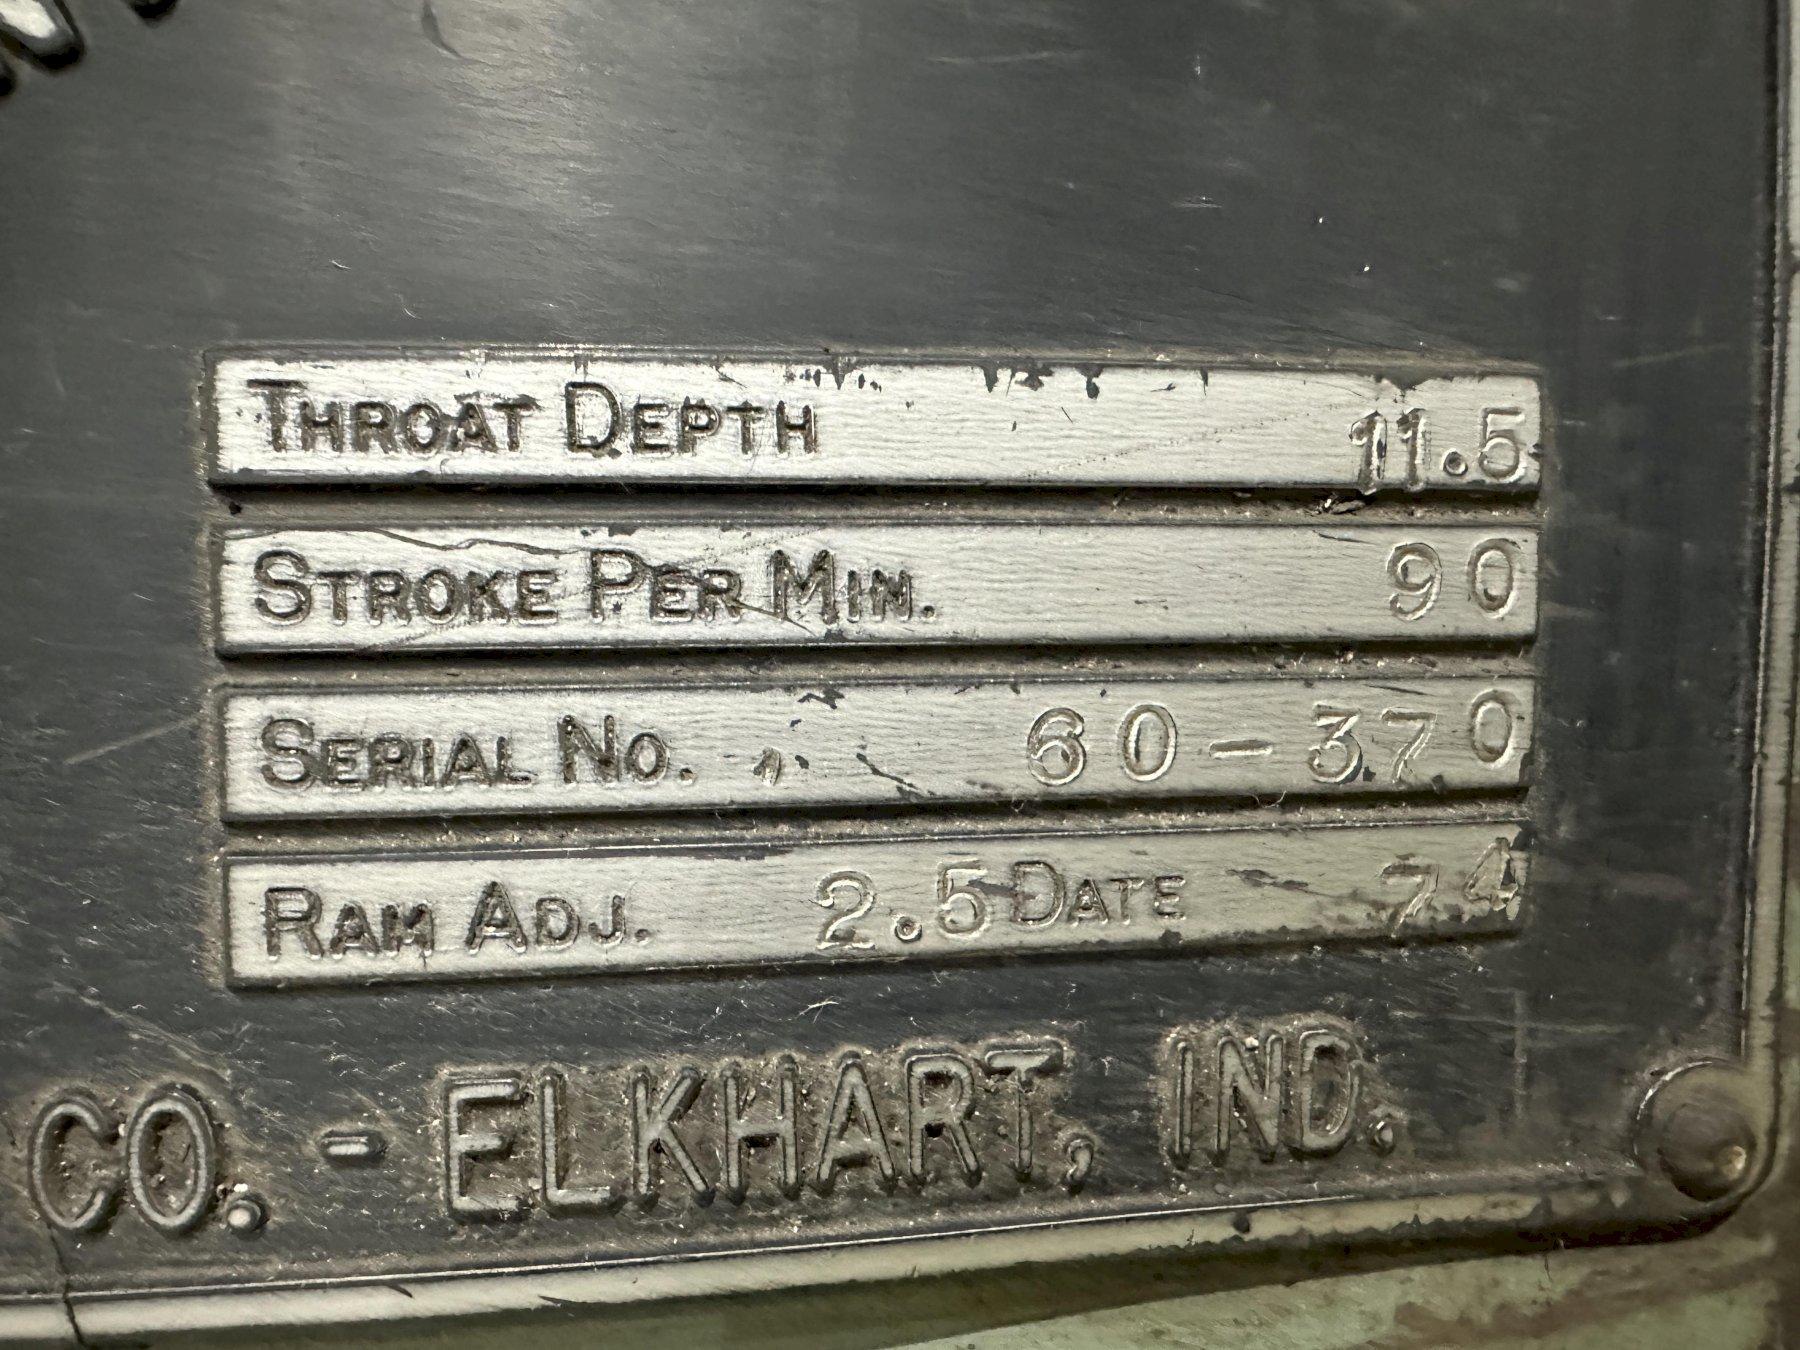 THROAT DEPTH 11.5
STROKE PER MIN. 90
SERIAL NO. 60-370
RAM ADJ. 2.5 DATE 74
CO. - ELKHART, IND.